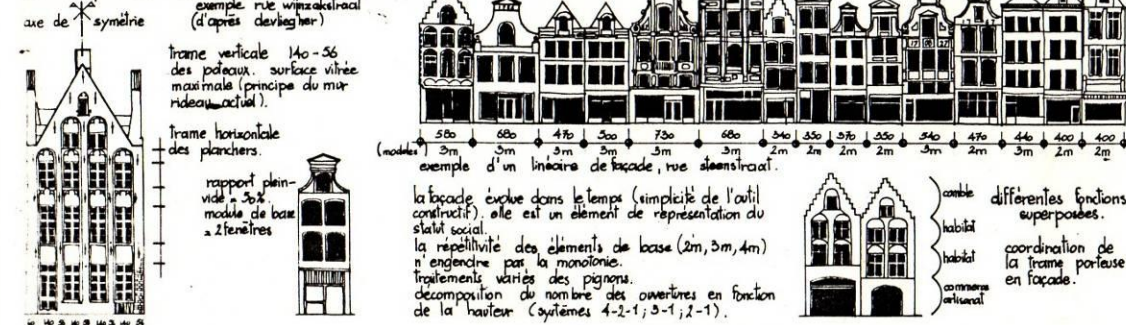 axe de symétrie
exemple rue wijnzakstraat
(d'après devliegher)
trame verticale 140-56
des poteaux. surface vitrée
maximale (principe du mur
rideau actuel).
trame horizontale
des planchers.
rapport plein-
vide = 50%
module de base
= 2 fenêtres
580 680 470 500 730 680 340 350 370 350 540 470 440 400 400
(modules) 3m 3m 3m 3m 3m 3m 2m 2m 2m 2m 3m 2m 3m 2m 2m
exemple d'un linéaire de façade, rue steenstraat.
la façade évolue dans le temps (simplicité de l'outil
constructif). elle est un élément de représentation du
statut social.
la répétitivité des éléments de base (2m, 3m, 4m)
n'engendre pas la monotonie.
traitements variés des pignons.
décomposition du nombre des ouvertures en fonction
de la hauteur (systèmes 4-2-1; 3-1; 2-1).
comble
habitat
habitat
commerce
artisanat
différentes fonctions
superposées.
coordination de
la trame porteuse
en façade.